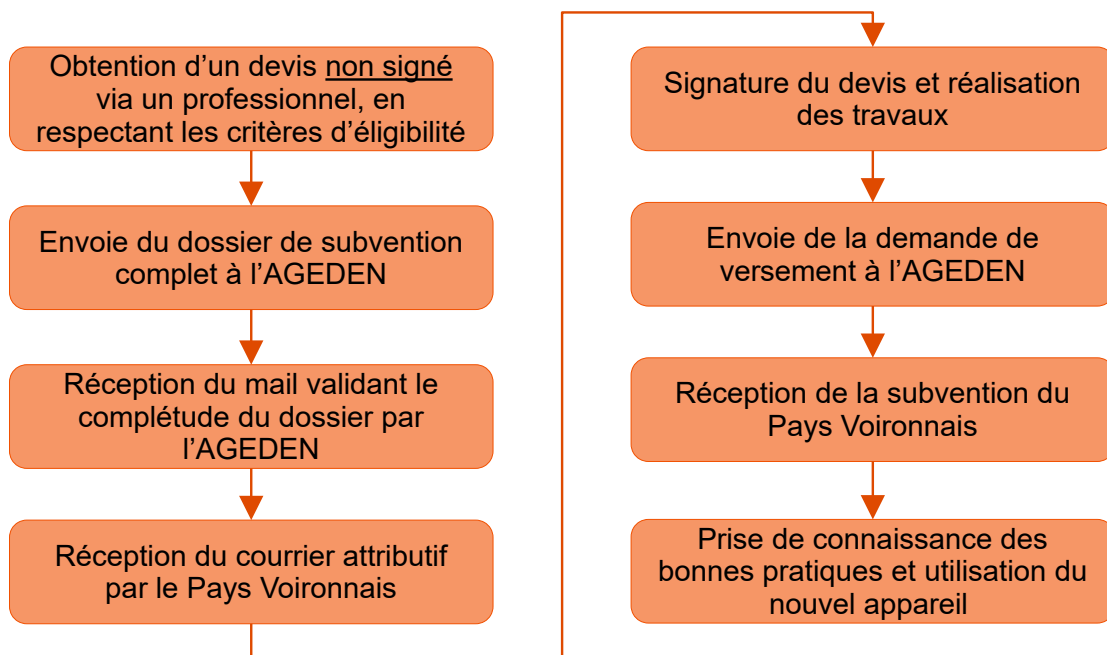 Obtention d’un devis non signé
via un professionnel, en
respectant les critères d’éligibilité
Envoie du dossier de subvention
complet à l’AGEDEN
Réception du mail validant le
complétude du dossier par
l’AGEDEN
Réception du courrier attributif
par le Pays Voironnais
Signature du devis et réalisation
des travaux
Envoie de la demande de
versement à l’AGEDEN
Réception de la subvention du
Pays Voironnais
Prise de connaissance des
bonnes pratiques et utilisation du
nouvel appareil